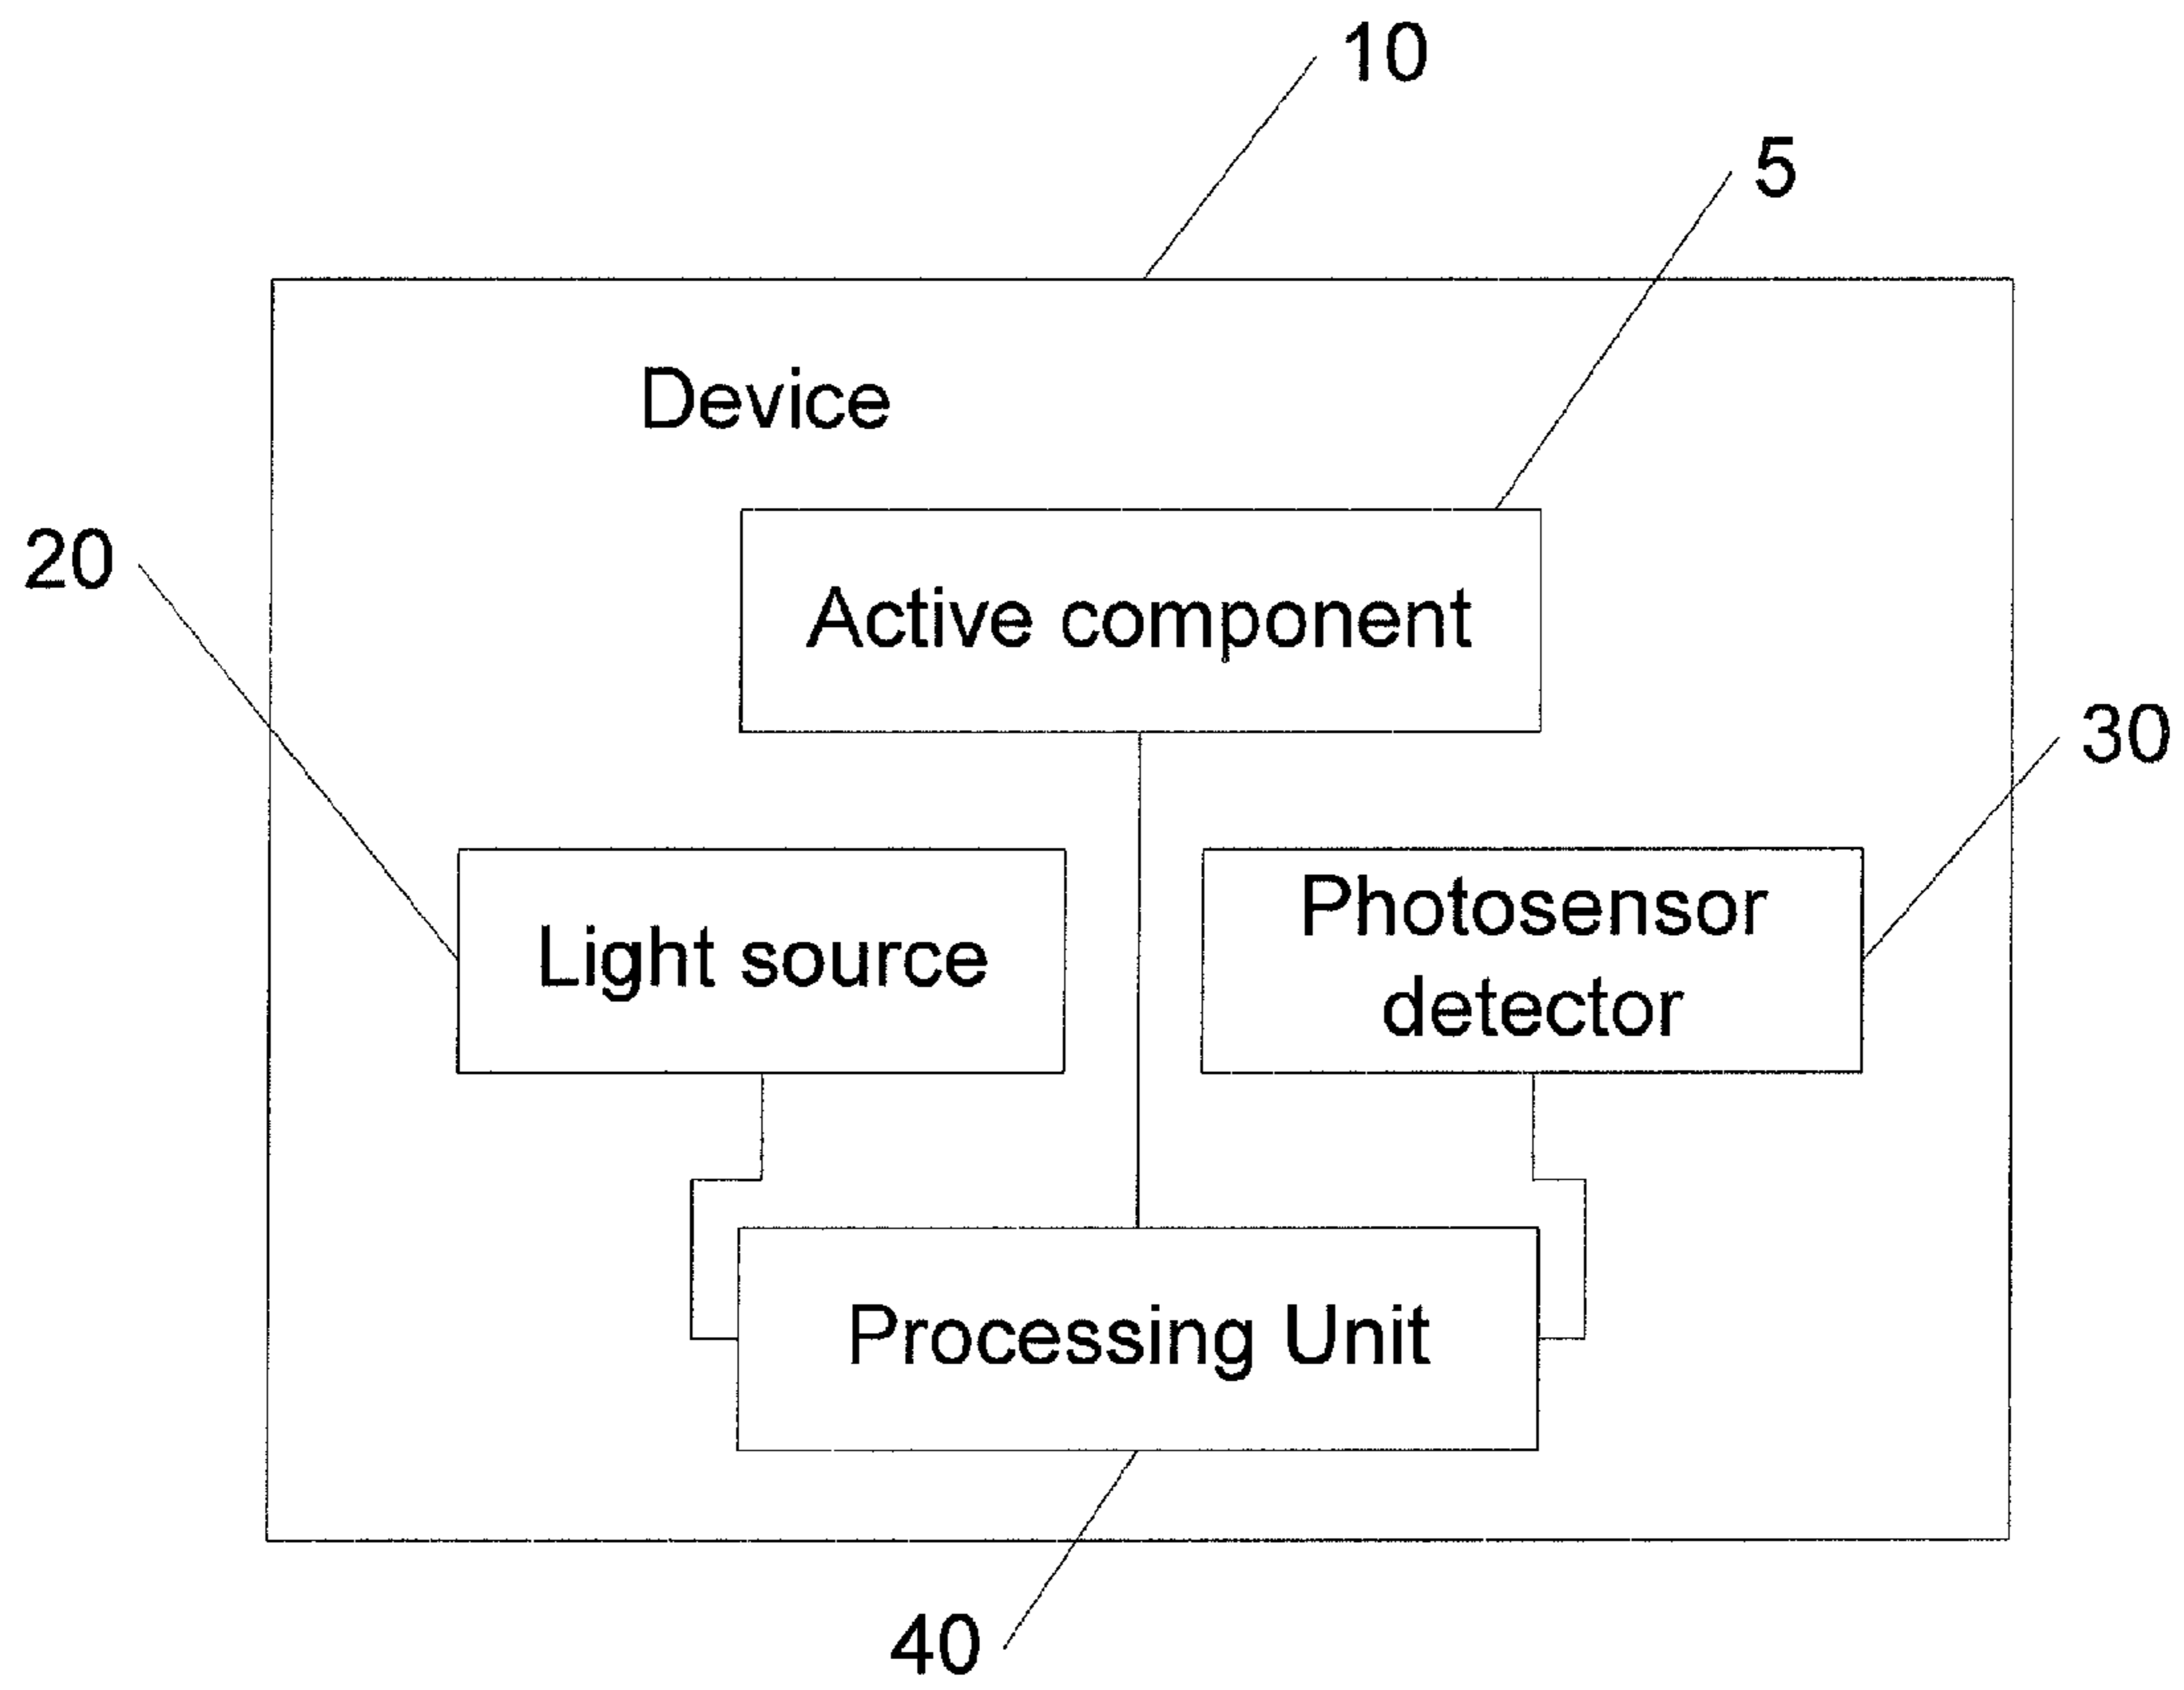 10
5
Device
20
Active component
30
Light source
Photosensor
detector
Processing Unit
40